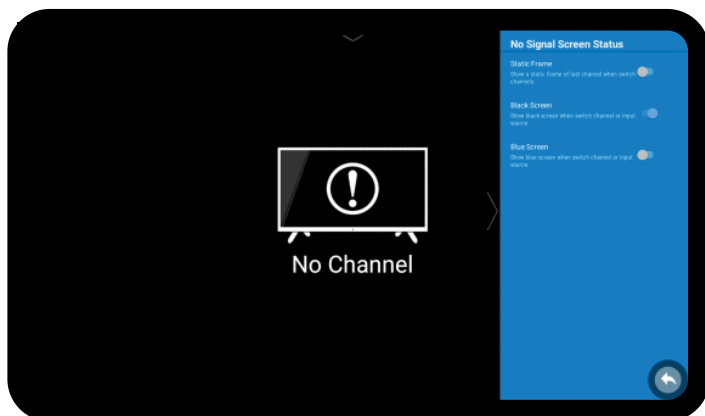 No Signal Screen Status
Static Frame
Show a static frame of last channel when switch
channels.
Black Screen
Show black screen when switch channel or input
source
Blue Screen
Show blue screen when switch channel or input
source
No Channel